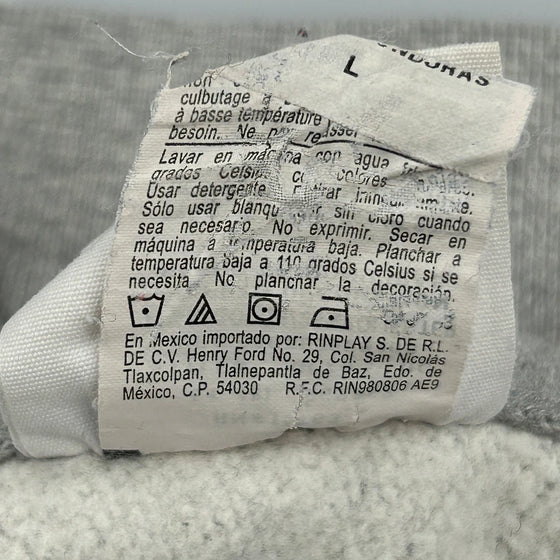 HONDURAS
L
non
culbutage à
à basse température
besoin. Ne
Lavar en con agua
grados colores
Usar detergente.
Sólo usar sin cloro cuando
sea necesario. No exprimir. Secar en
máquina a temperatura baja. Planchar a
temperatura baja a 110 grados Celsius si se
necesita No planchar la decoración.
En Mexico importado por: RINPLAY S. DE R.L.
DE C.V. Henry Ford No. 29, Col. San Nicolás
Tlaxcolpan, Tlalnepantla de Baz, Edo. de
México, C.P. 54030 R.F.C. RIN980806 AE9